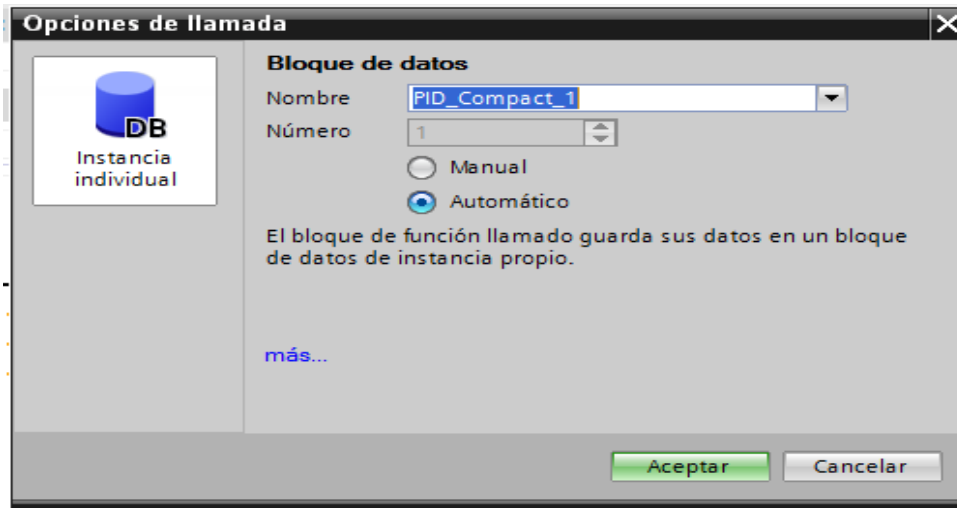 Opciones de llamada
DB
Instancia
individual
Bloque de datos
Nombre PID_Compact_1
Número 1
Manual
Automático
El bloque de función llamado guarda sus datos en un bloque
de datos de instancia propio.
más...
Aceptar Cancelar